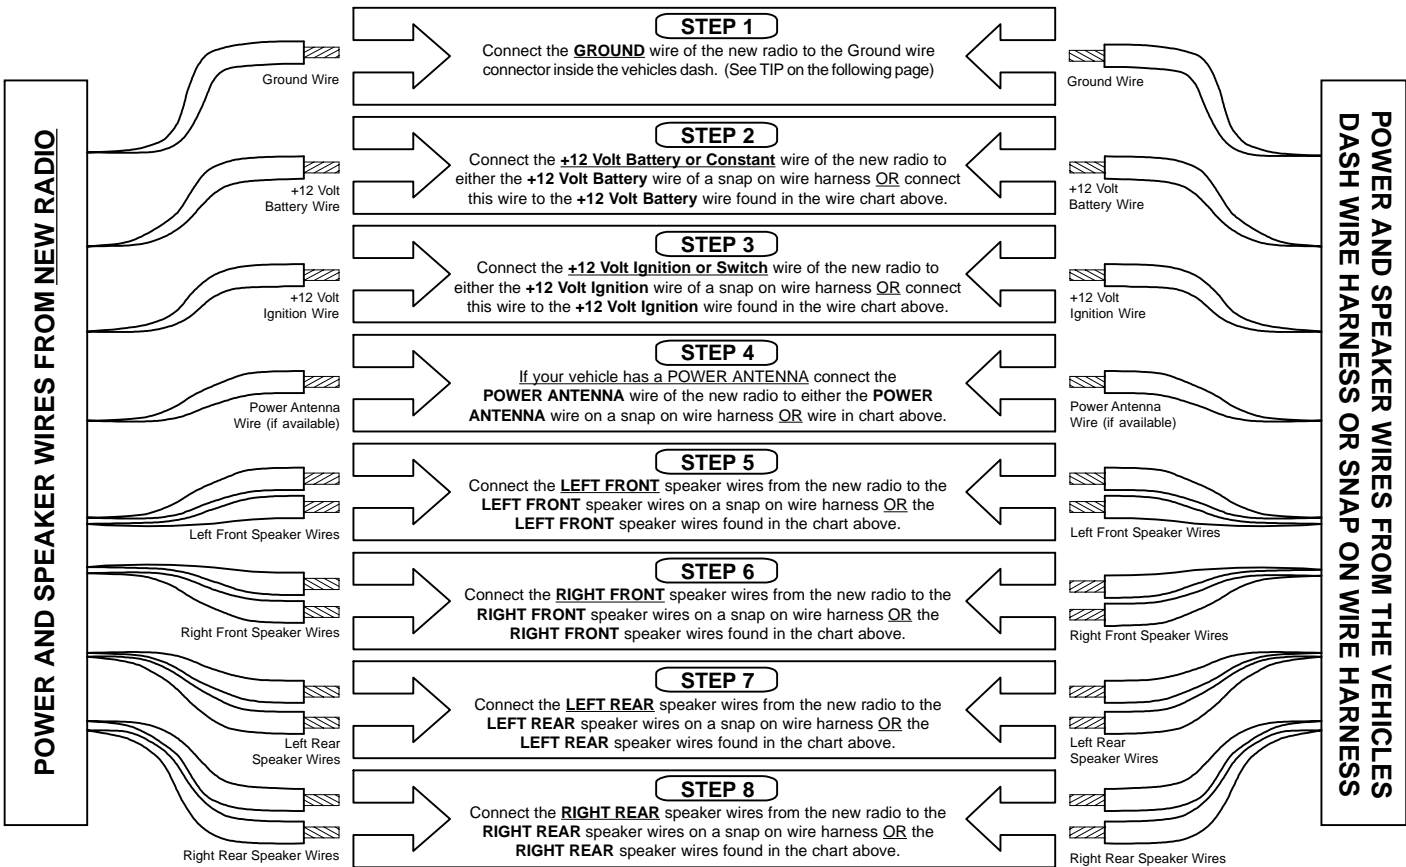 POWER AND SPEAKER WIRES FROM NEW RADIO
STEP 1
Connect the GROUND wire of the new radio to the Ground wire
connector inside the vehicles dash. (See TIP on the following page)
Ground Wire
Ground Wire
STEP 2
Connect the +12 Volt Battery or Constant wire of the new radio to
either the +12 Volt Battery wire of a snap on wire harness OR connect
this wire to the +12 Volt Battery wire found in the wire chart above.
+12 Volt
Battery Wire
+12 Volt
Battery Wire
STEP 3
Connect the +12 Volt Ignition or Switch wire of the new radio to
either the +12 Volt Ignition wire of a snap on wire harness OR connect
this wire to the +12 Volt Ignition wire found in the wire chart above.
+12 Volt
Ignition Wire
+12 Volt
Ignition Wire
STEP 4
If your vehicle has a POWER ANTENNA connect the
POWER ANTENNA wire of the new radio to either the POWER
ANTENNA wire on a snap on wire harness OR wire in chart above.
Power Antenna
Wire (if available)
Power Antenna
Wire (if available)
STEP 5
Connect the LEFT FRONT speaker wires from the new radio to the
LEFT FRONT speaker wires on a snap on wire harness OR the
LEFT FRONT speaker wires found in the chart above.
Left Front Speaker Wires
Left Front Speaker Wires
STEP 6
Connect the RIGHT FRONT speaker wires from the new radio to the
RIGHT FRONT speaker wires on a snap on wire harness OR the
RIGHT FRONT speaker wires found in the chart above.
Right Front Speaker Wires
Right Front Speaker Wires
STEP 7
Connect the LEFT REAR speaker wires from the new radio to the
LEFT REAR speaker wires on a snap on wire harness OR the
LEFT REAR speaker wires found in the chart above.
Left Rear
Speaker Wires
Left Rear
Speaker Wires
STEP 8
Connect the RIGHT REAR speaker wires from the new radio to the
RIGHT REAR speaker wires on a snap on wire harness OR the
RIGHT REAR speaker wires found in the chart above.
Right Rear Speaker Wires
Right Rear Speaker Wires
POWER AND SPEAKER WIRES FROM THE VEHICLES
DASH WIRE HARNESS OR SNAP ON WIRE HARNESS